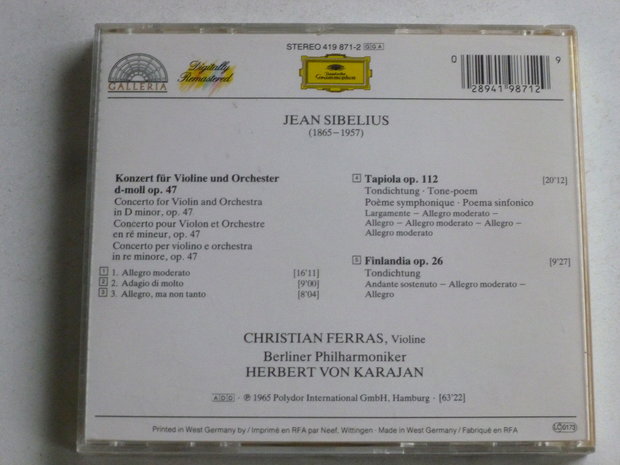 GALLERIA
Digitally
Remastered
STEREO 419 871-2 GGA
Deutsche
Grammophon
0
28941 98712
9
JEAN SIBELIUS
(1865–1957)
Konzert für Violine und Orchester
d-moll op. 47
Concerto for Violin and Orchestra
in D minor, op. 47
Concerto pour Violon et Orchestre
en ré mineur, op. 47
Concerto per violino e orchestra
in re minore, op. 47
1 1. Allegro moderato [16'11]
2 2. Adagio di molto [9'00]
3 3. Allegro, ma non tanto [8'04]
4 Tapiola op. 112 [20'12]
Tondichtung · Tone-poem
Poème symphonique · Poema sinfonico
Largamente – Allegro moderato –
Allegro – Allegro moderato – Allegro –
Allegro moderato
5 Finlandia op. 26 [9'27]
Tondichtung
Andante sostenuto – Allegro moderato –
Allegro
CHRISTIAN FERRAS, Violine
Berliner Philharmoniker
HERBERT VON KARAJAN
ADD · ℗ 1965 Polydor International GmbH, Hamburg · [63'22]
Printed in West Germany by / Imprimé en RFA par Neef, Wittingen · Made in West Germany / Fabriqué en RFA
LC 0173